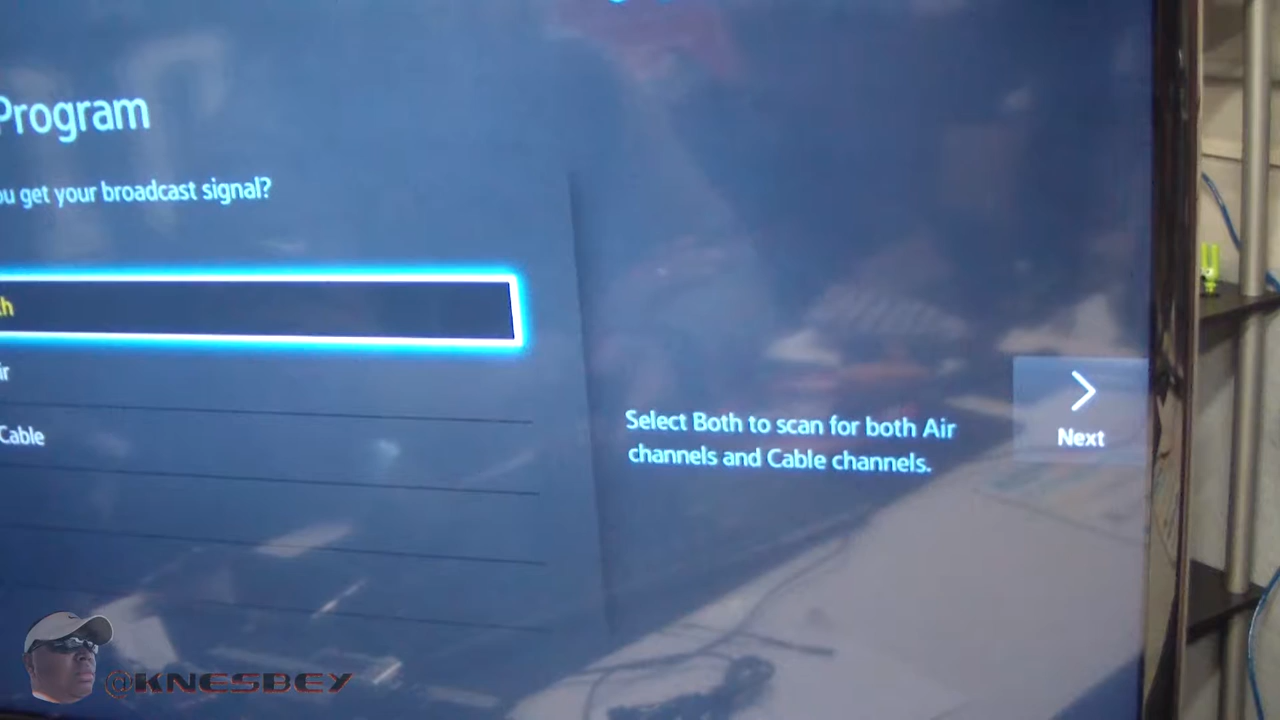 Program
ou get your broadcast signal?
th
ir
Cable
Select Both to scan for both Air
channels and Cable channels.
Next
@KNESBEY